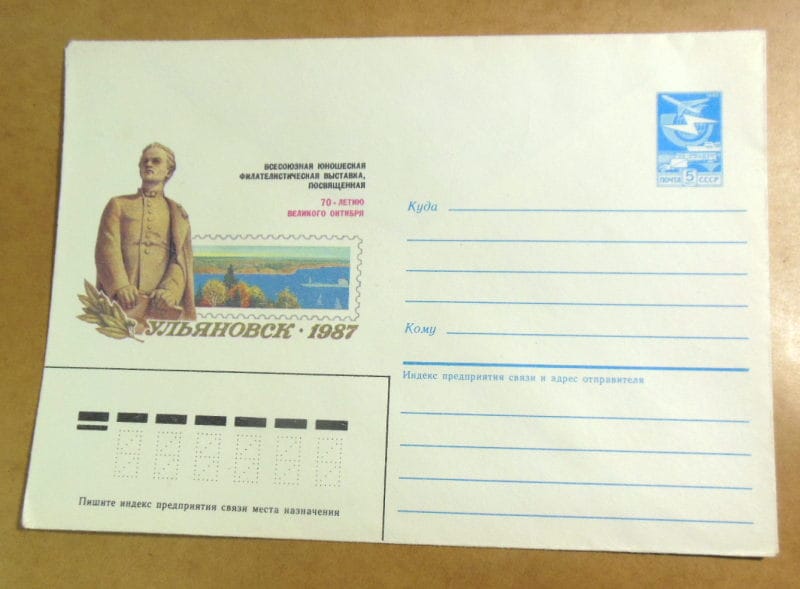 ВСЕСОЮЗНАЯ ЮНОШЕСКАЯ
ФИЛАТЕЛИСТИЧЕСКАЯ ВЫСТАВКА,
ПОСВЯЩЕННАЯ
70-ЛЕТИЮ
ВЕЛИКОГО ОКТЯБРЯ
УЛЬЯНОВСК · 1987
ПОЧТА 5 СССР
Куда
Кому
Индекс предприятия связи и адрес отправителя
Пишите индекс предприятия связи места назначения